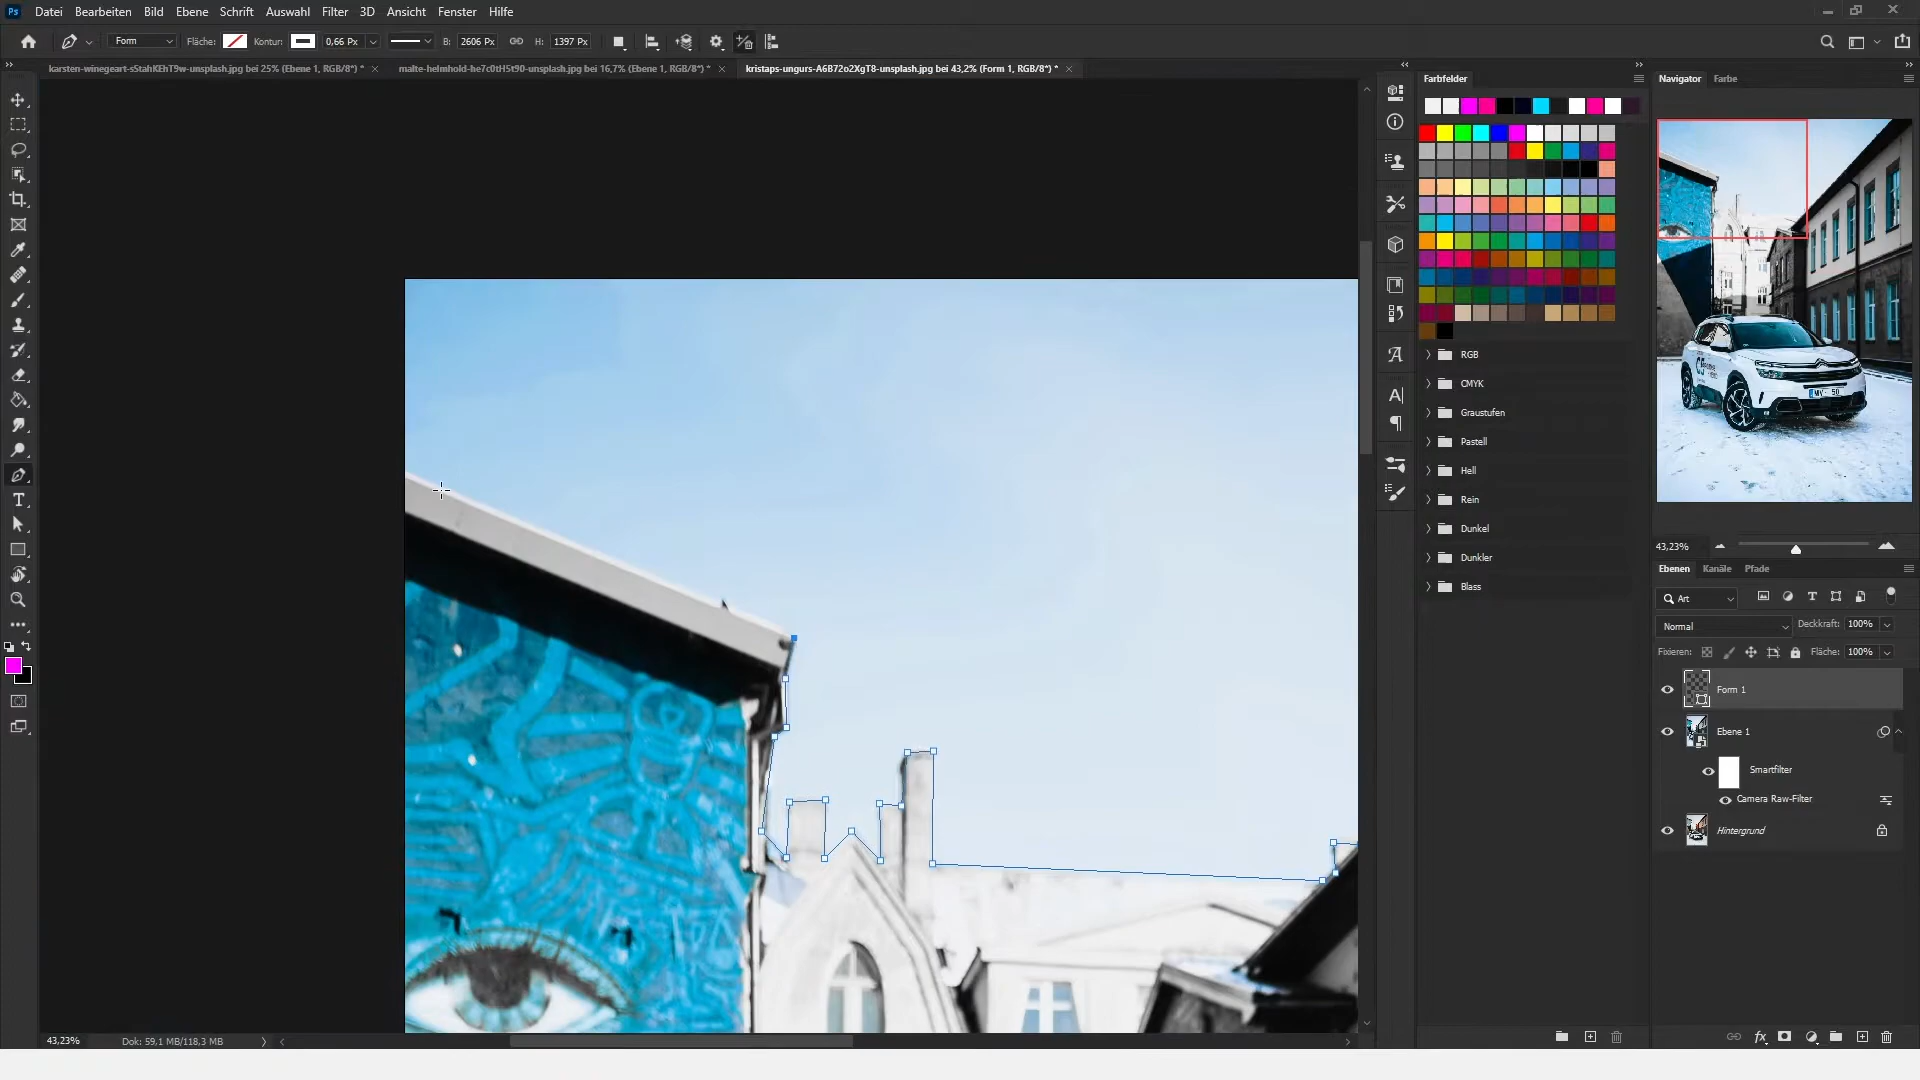 Ps Datei Bearbeiten Bild Ebene Schrift Auswahl Filter 3D Ansicht Fenster Hilfe
Form Fläche: Kontur: 0,66 Px B: 2606 Px H: 1397 Px
karsten-winegeart-sStahKEhT9w-unsplash.jpg bei 25% (Ebene 1, RGB/8*) * malte-helmhold-he7c0tH5t90-unsplash.jpg bei 16,7% (Ebene 1, RGB/8*) * kristaps-ungurs-A6B72o2XgT8-unsplash.jpg bei 43,2% (Form 1, RGB/8*) *
Farbfelder
RGB
CMYK
Graustufen
Pastell
Hell
Rein
Dunkel
Dunkler
Blass
Navigator Farbe
43,23%
Ebenen Kanäle Pfade
Art
Normal Deckkraft: 100%
Fixieren: Fläche: 100%
Form 1
Ebene 1
Smartfilter
Camera Raw-Filter
Hintergrund
43,23% Dok: 59,1 MB/118,3 MB